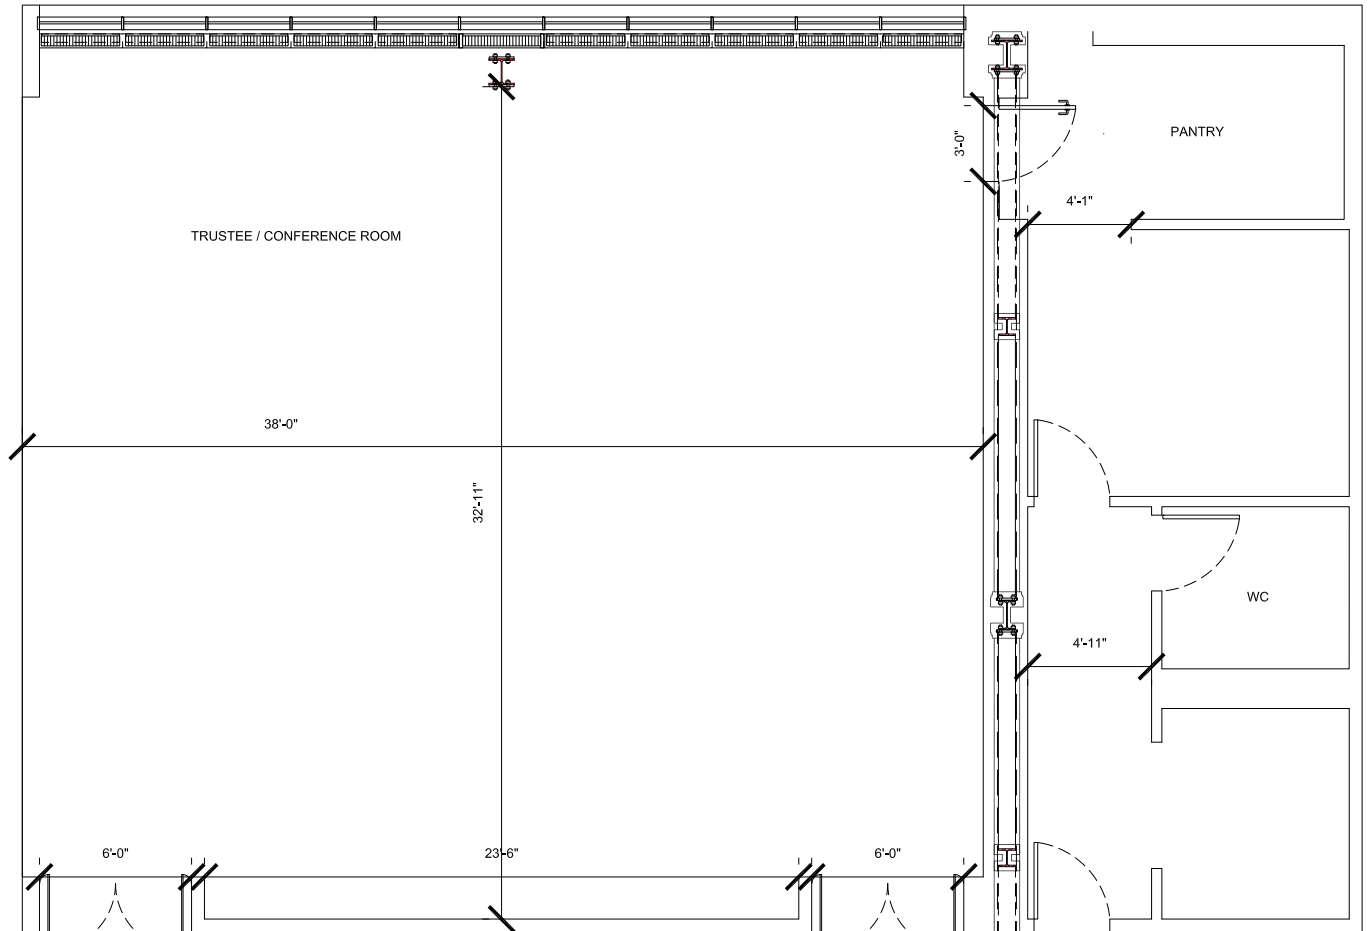 3'-0"
PANTRY
4'-1"
TRUSTEE / CONFERENCE ROOM
38'-0"
32'-11"
WC
4'-11"
6'-0"
23'-6"
6'-0"